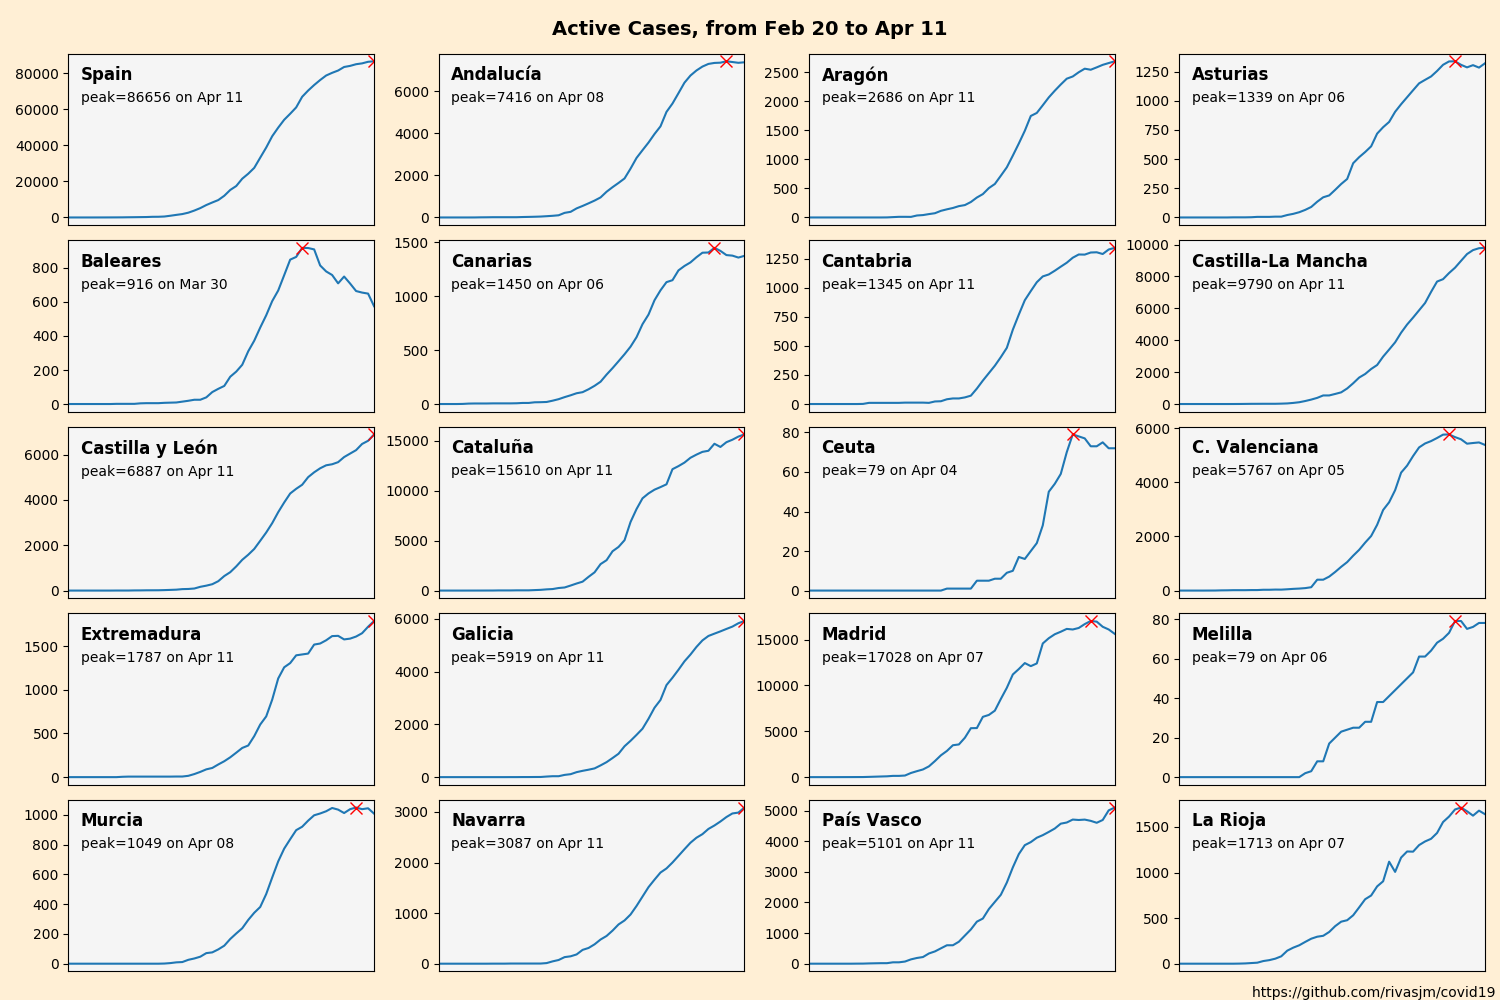 Active Cases, from Feb 20 to Apr 11
Spain
peak=86656 on Apr 11
80000
60000
40000
20000
0
Andalucía
peak=7416 on Apr 08
6000
4000
2000
0
Aragón
peak=2686 on Apr 11
2500
2000
1500
1000
500
0
Asturias
peak=1339 on Apr 06
1250
1000
750
500
250
0
Baleares
peak=916 on Mar 30
800
600
400
200
0
Canarias
peak=1450 on Apr 06
1500
1000
500
0
Cantabria
peak=1345 on Apr 11
1250
1000
750
500
250
0
Castilla-La Mancha
peak=9790 on Apr 11
10000
8000
6000
4000
2000
0
Castilla y León
peak=6887 on Apr 11
6000
4000
2000
0
Cataluña
peak=15610 on Apr 11
15000
10000
5000
0
Ceuta
peak=79 on Apr 04
80
60
40
20
0
C. Valenciana
peak=5767 on Apr 05
6000
4000
2000
0
Extremadura
peak=1787 on Apr 11
1500
1000
500
0
Galicia
peak=5919 on Apr 11
6000
4000
2000
0
Madrid
peak=17028 on Apr 07
15000
10000
5000
0
Melilla
peak=79 on Apr 06
80
60
40
20
0
Murcia
peak=1049 on Apr 08
1000
800
600
400
200
0
Navarra
peak=3087 on Apr 11
3000
2000
1000
0
País Vasco
peak=5101 on Apr 11
5000
4000
3000
2000
1000
0
La Rioja
peak=1713 on Apr 07
1500
1000
500
0
https://github.com/rivasjm/covid19